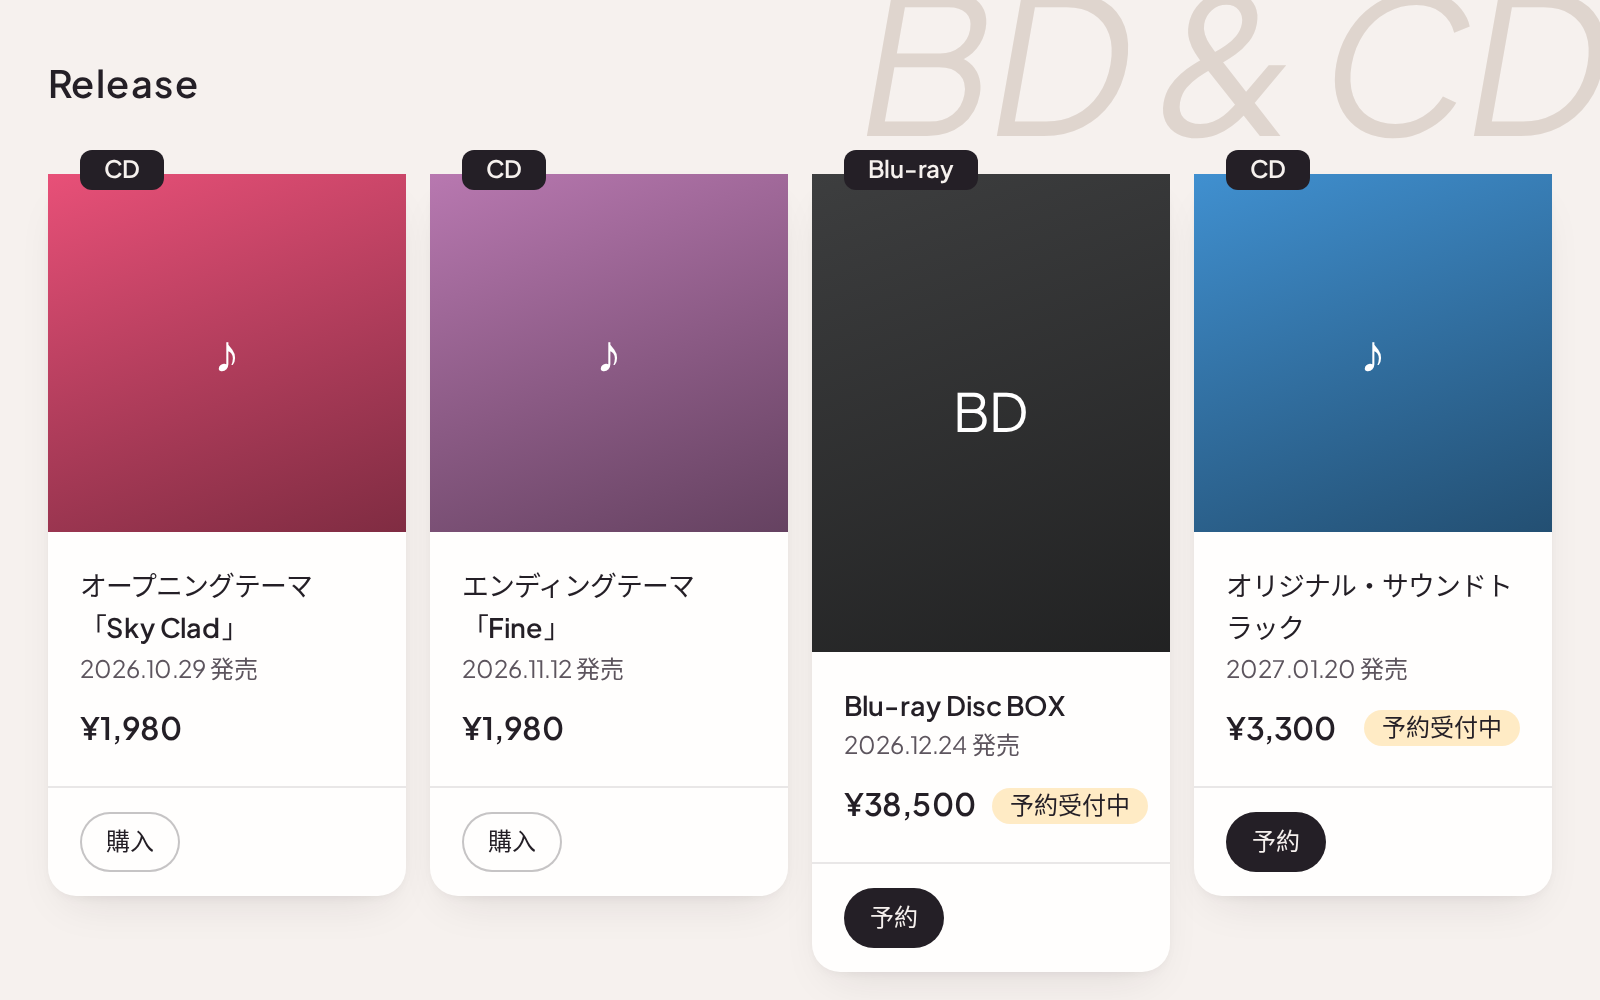 BD & CD
Release
CD
♪
オープニングテーマ
「Sky Clad」
2026.10.29 発売
¥1,980
購入
CD
♪
エンディングテーマ
「Fine」
2026.11.12 発売
¥1,980
購入
Blu-ray
BD
Blu-ray Disc BOX
2026.12.24 発売
¥38,500 予約受付中
予約
CD
♪
オリジナル・サウンドト
ラック
2027.01.20 発売
¥3,300 予約受付中
予約